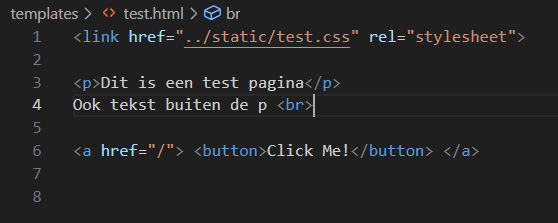 templates > test.html > br
1 <link href="../static/test.css" rel="stylesheet">
2
3 <p>Dit is een test pagina</p>
4 Ook tekst buiten de p <br>
5
6 <a href="/"> <button>Click Me!</button> </a>
7
8